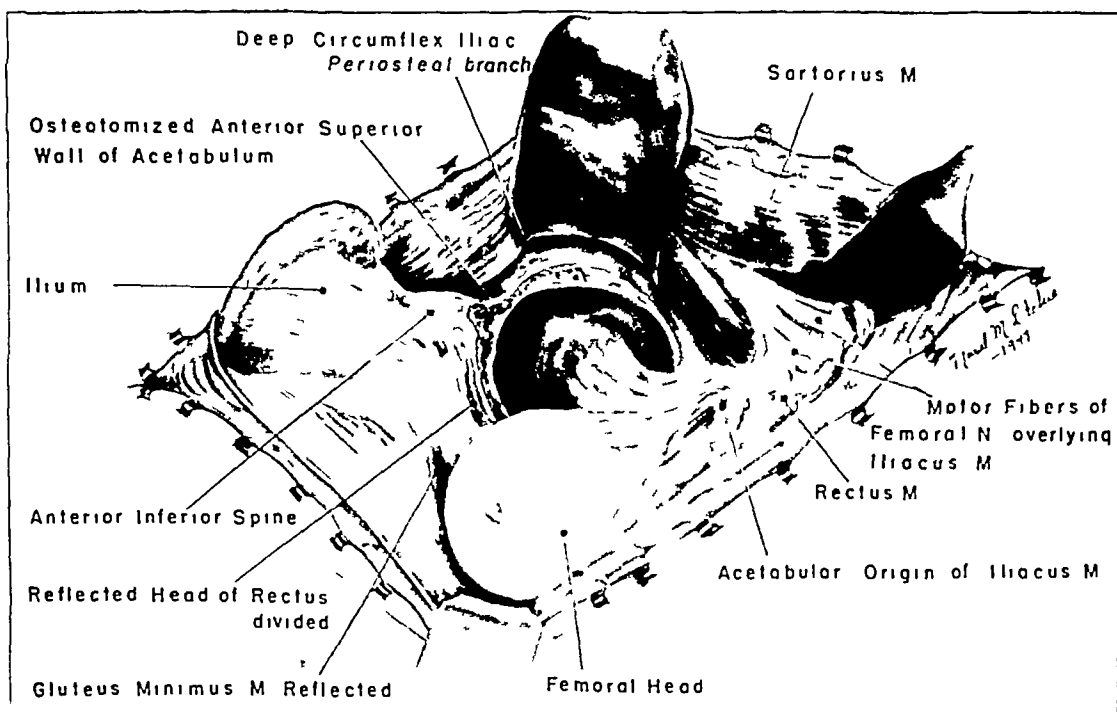 Deep Circumflex Iliac
Periosteal branch
Sartorius M
Osteotomized Anterior Superior
Wall of Acetabulum
Ilium
Motor Fibers of
Femoral N overlying
Iliacus M
Rectus M
Anterior Inferior Spine
Acetabular Origin of Iliacus M
Reflected Head of Rectus
divided
Gluteus Minimus M Reflected
Femoral Head